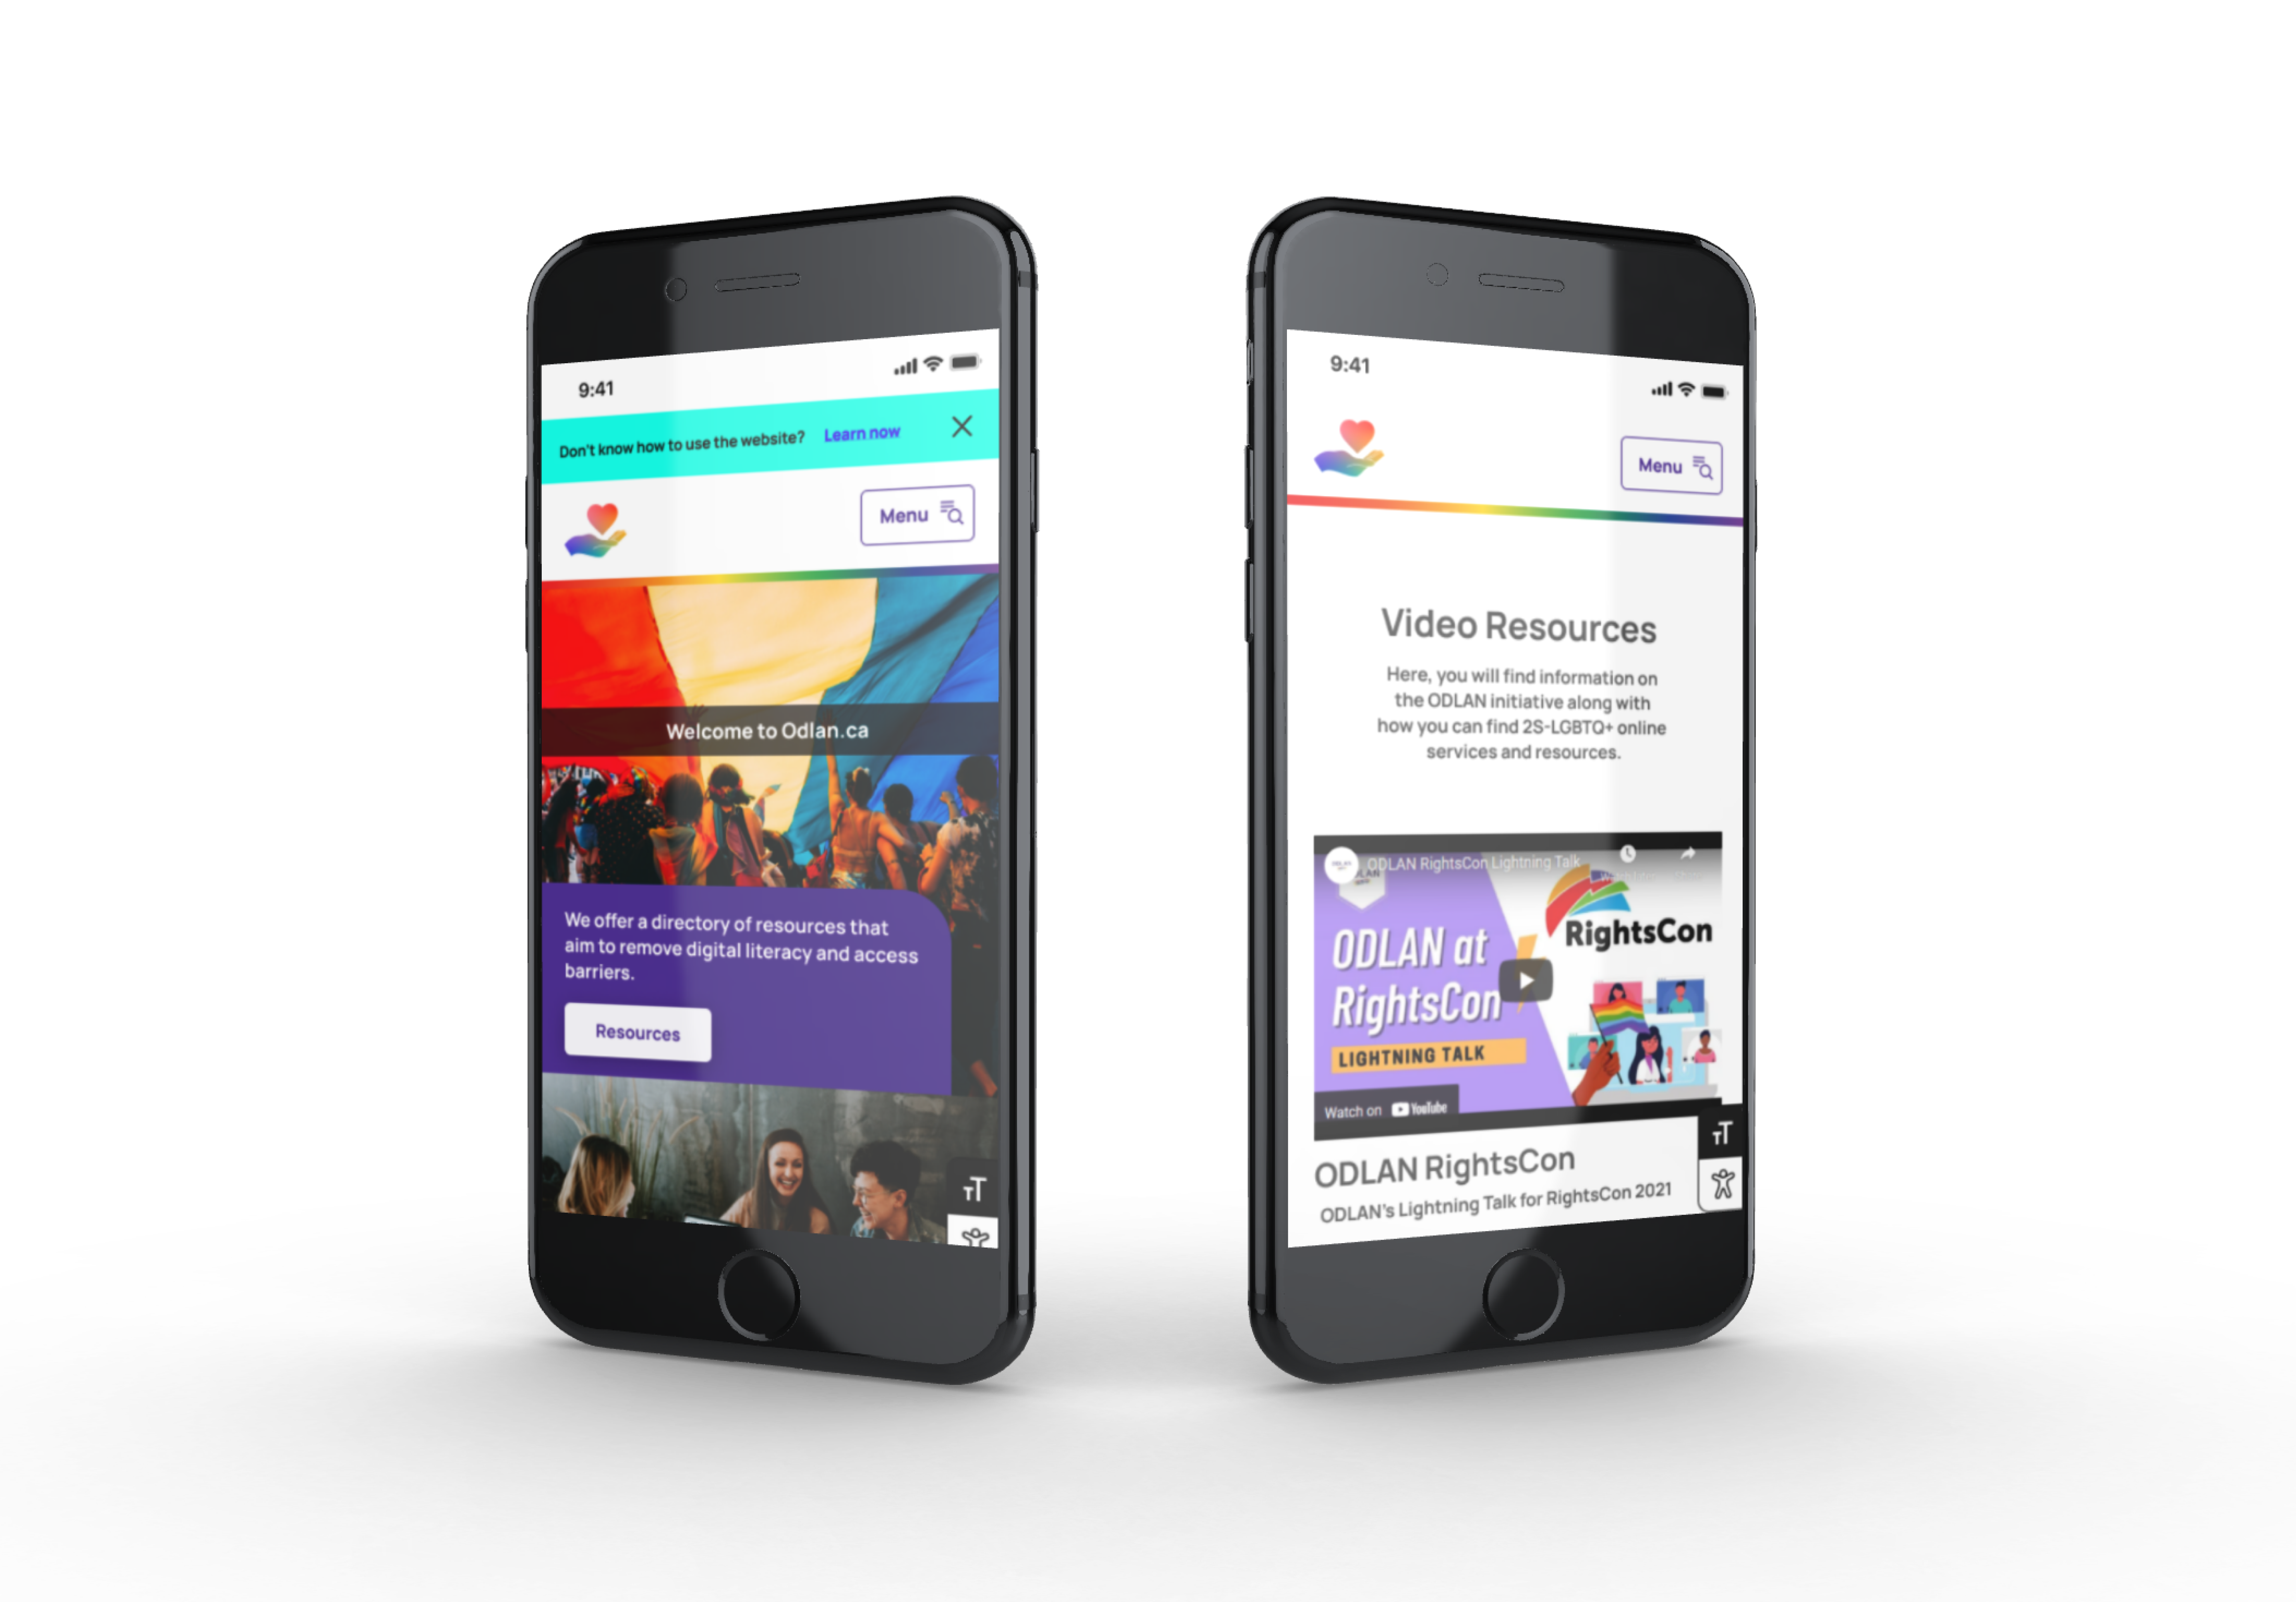 9:41
Don't know how to use the website? Learn now
Menu
Welcome to Odlan.ca
We offer a directory of resources that
aim to remove digital literacy and access
barriers.
Resources
TT
9:41
Menu
Video Resources
Here, you will find information on
the ODLAN initiative along with
how you can find 2S-LGBTQ+ online
services and resources.
ODLAN RightsCon Lightning Talk
RightsCon
ODLAN at
RightsCon
LIGHTNING TALK
Watch on YouTube
TT
ODLAN RightsCon
ODLAN's Lightning Talk for RightsCon 2021